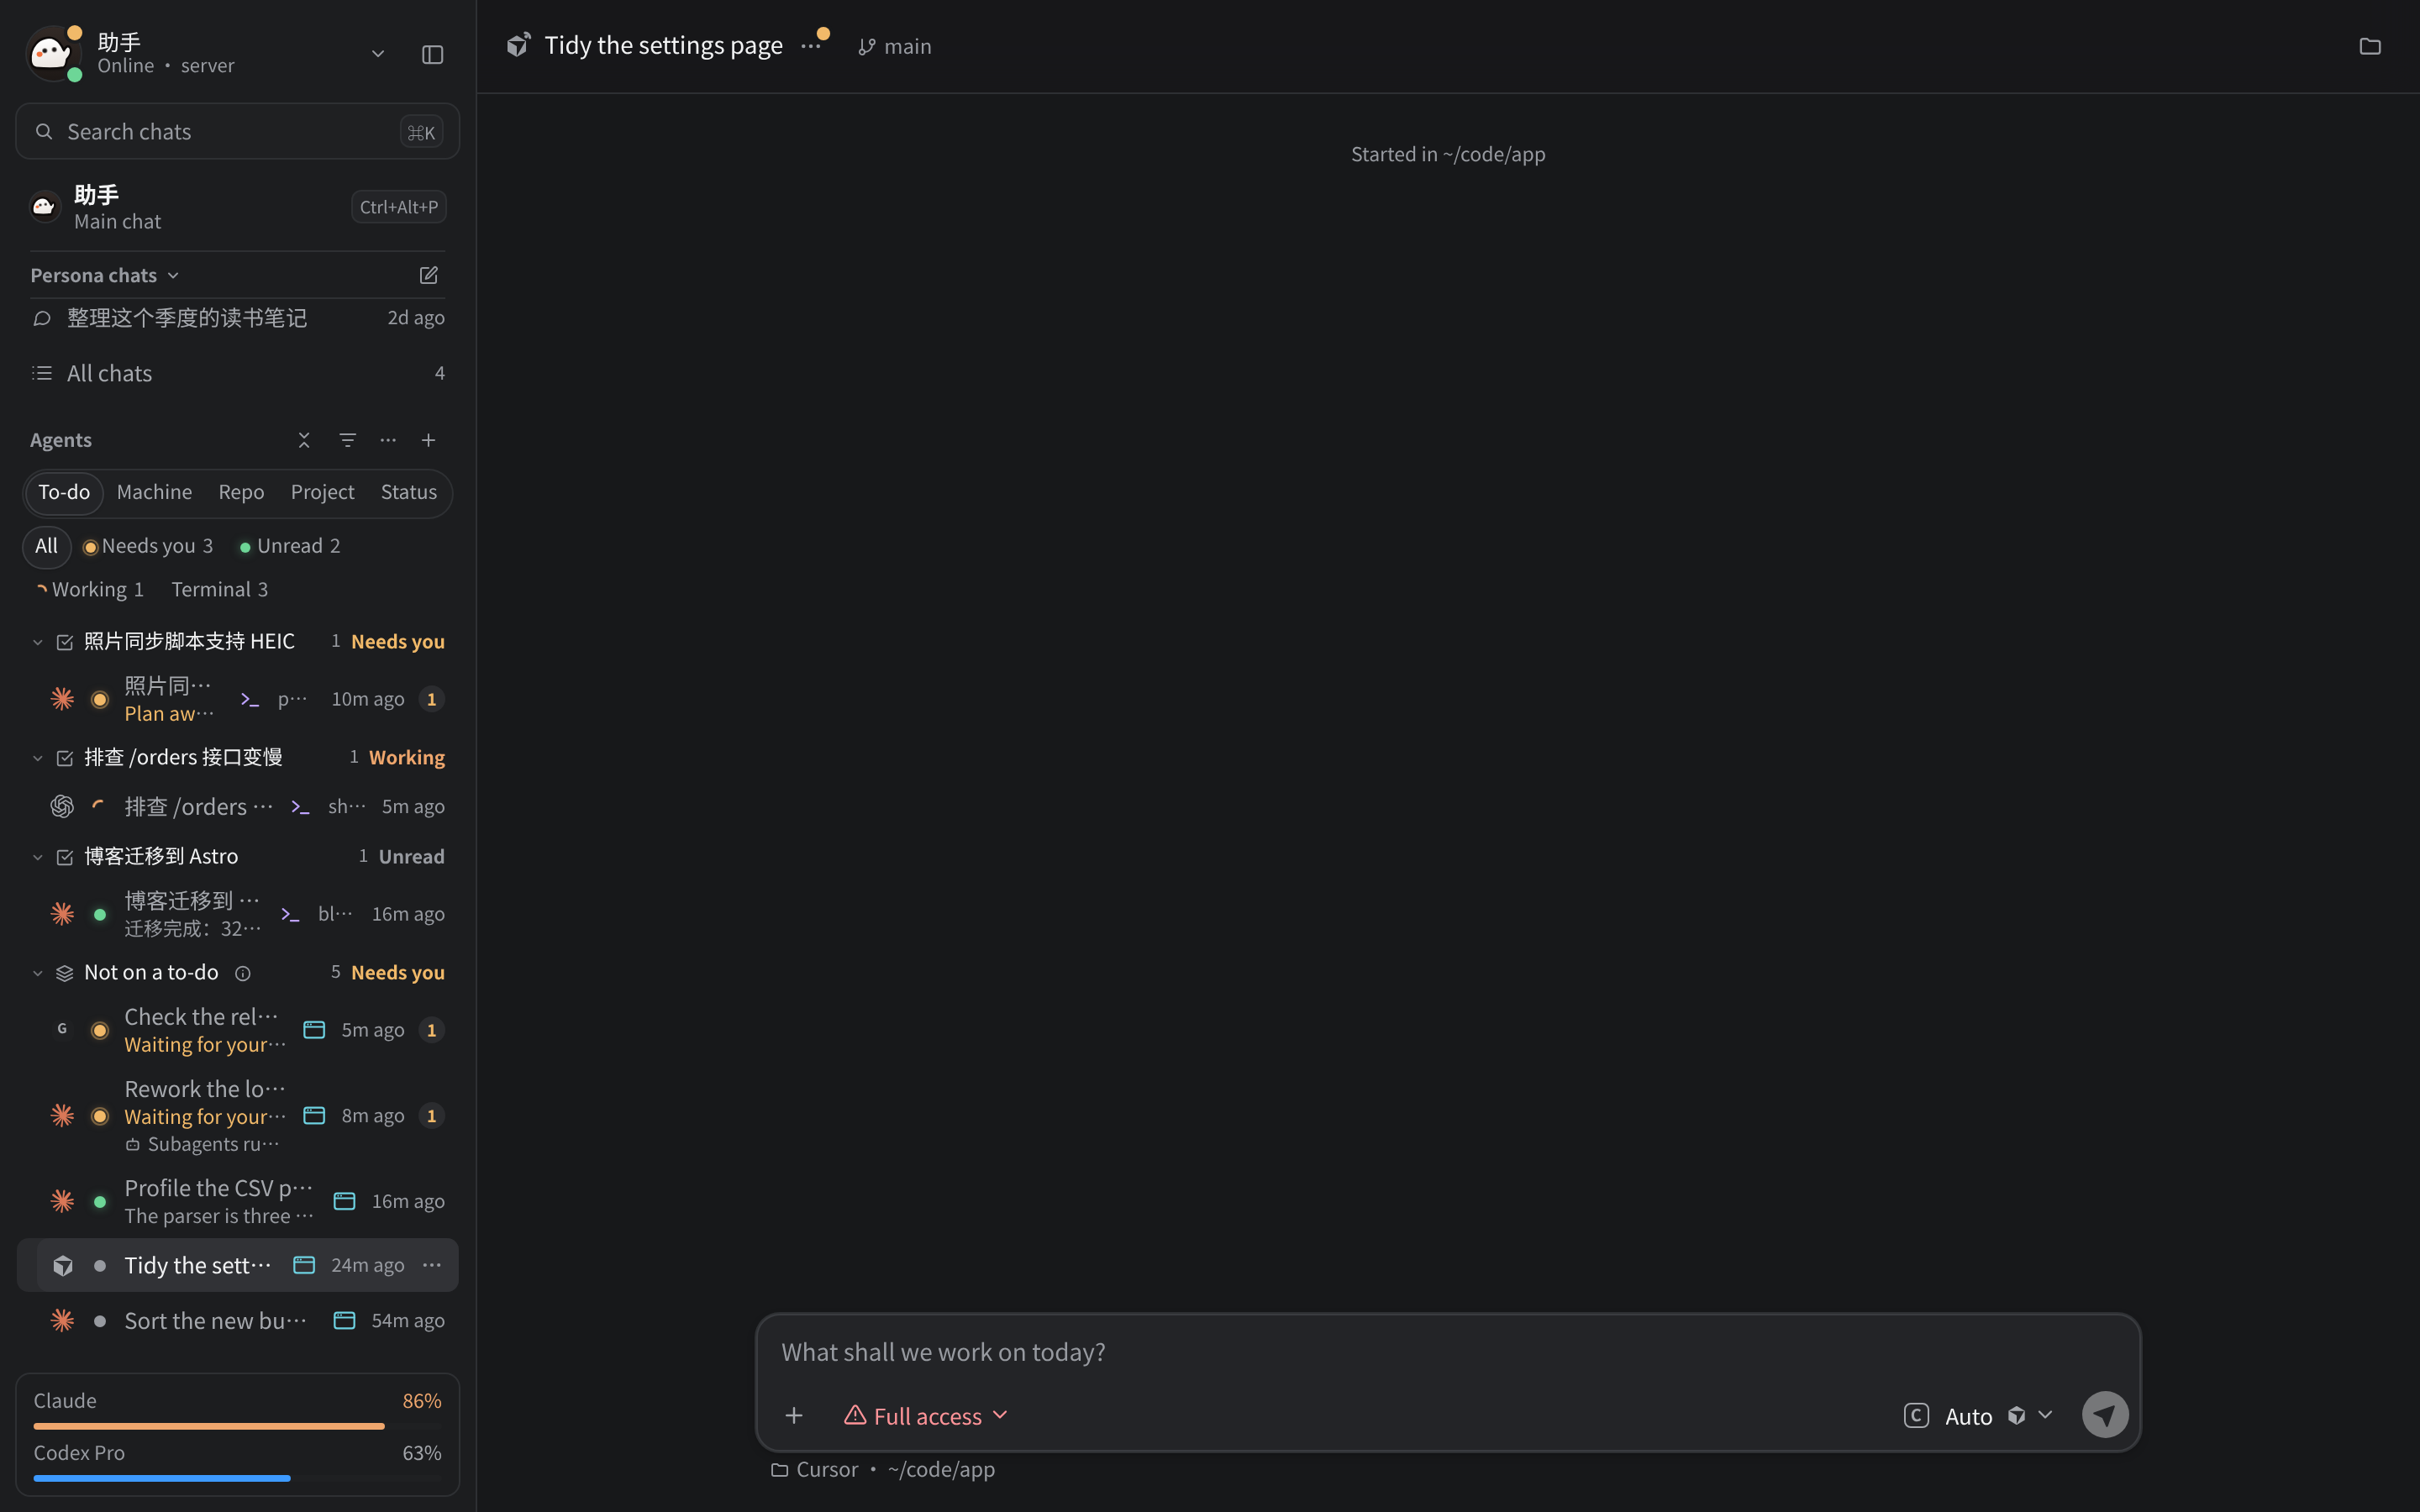 助手
Online • server
Search chats ⌘K
助手
Main chat
Ctrl+Alt+P
Persona chats
整理这个季度的读书笔记 2d ago
All chats 4
Agents
To-do Machine Repo Project Status
All Needs you 3 Unread 2
Working 1 Terminal 3
照片同步脚本支持 HEIC 1 Needs you
照片同… p… 10m ago 1
Plan aw…
排查 /orders 接口变慢 1 Working
排查 /orders … sh… 5m ago
博客迁移到 Astro 1 Unread
博客迁移到 … bl… 16m ago
迁移完成：32…
Not on a to-do 5 Needs you
G Check the rel… 5m ago 1
Waiting for your…
Rework the lo… 8m ago 1
Waiting for your…
Subagents ru…
Profile the CSV p… 16m ago
The parser is three …
Tidy the sett… 24m ago …
Sort the new bu… 54m ago
Claude 86%
Codex Pro 63%
Tidy the settings page … main
Started in ~/code/app
What shall we work on today?
Full access
C Auto
Cursor • ~/code/app